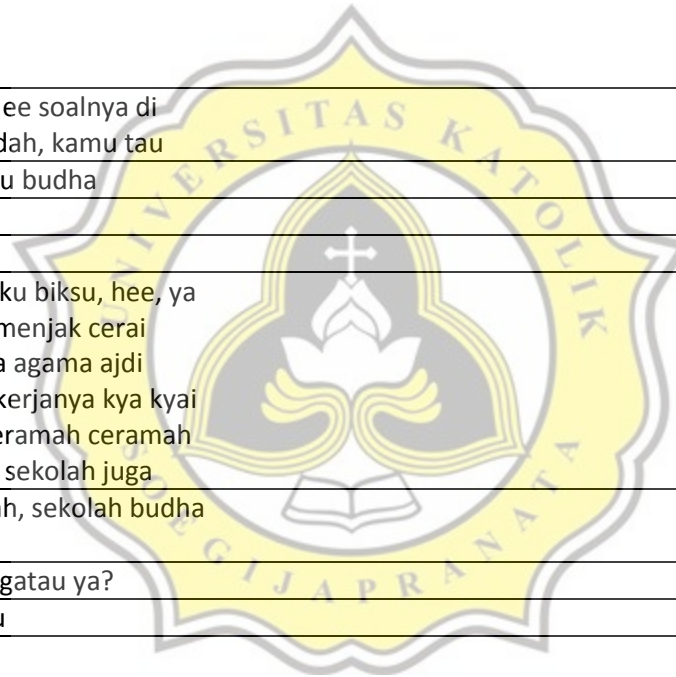 ee soalnya di
dah, kamu tau
u budha
ku biksu, hee, ya
menjak cerai
a agama ajdi
kerjanya kya kyai
eramah ceramah
sekolah juga
h, sekolah budha
gatau ya?
u
UNIVERSITAS KATOLIK
SOEGIJAPRANATA